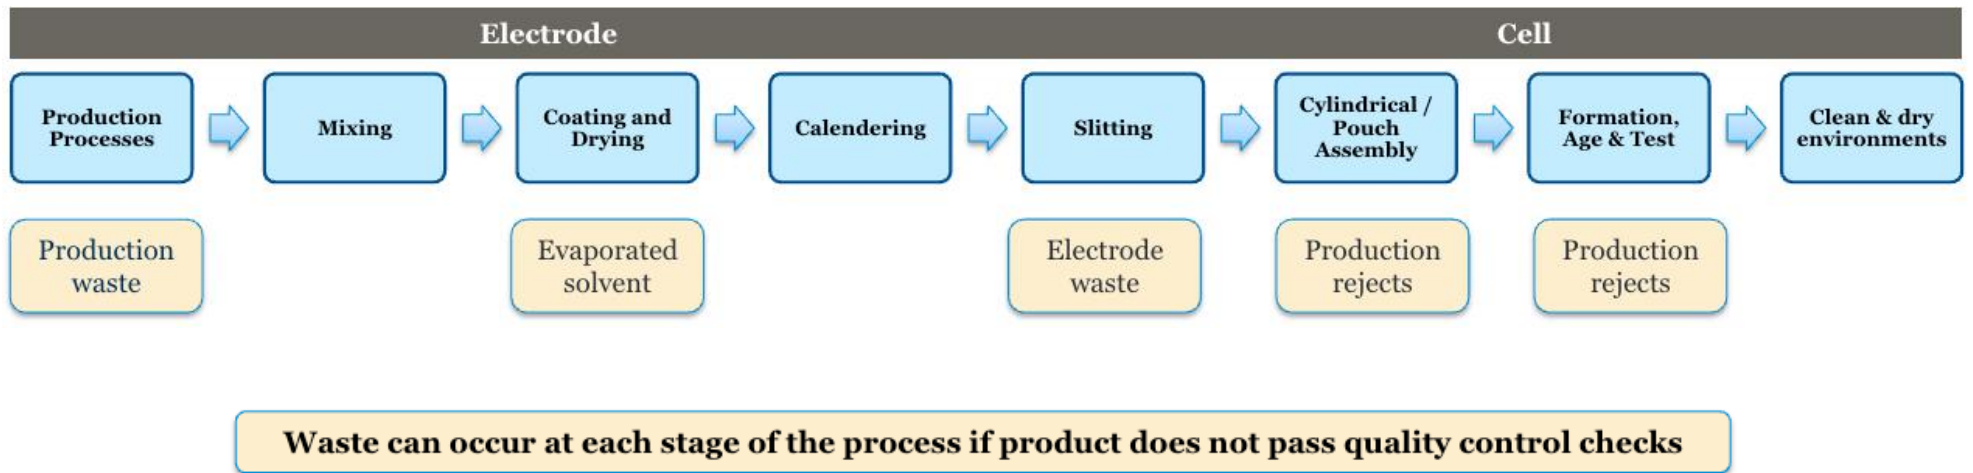 Electrode
Cell
Production
Processes
Mixing
Coating and
Drying
Calendering
Slitting
Cylindrical /
Pouch
Assembly
Formation,
Age & Test
Clean & dry
environments
Production
waste
Evaporated
solvent
Electrode
waste
Production
rejects
Production
rejects
Waste can occur at each stage of the process if product does not pass quality control checks